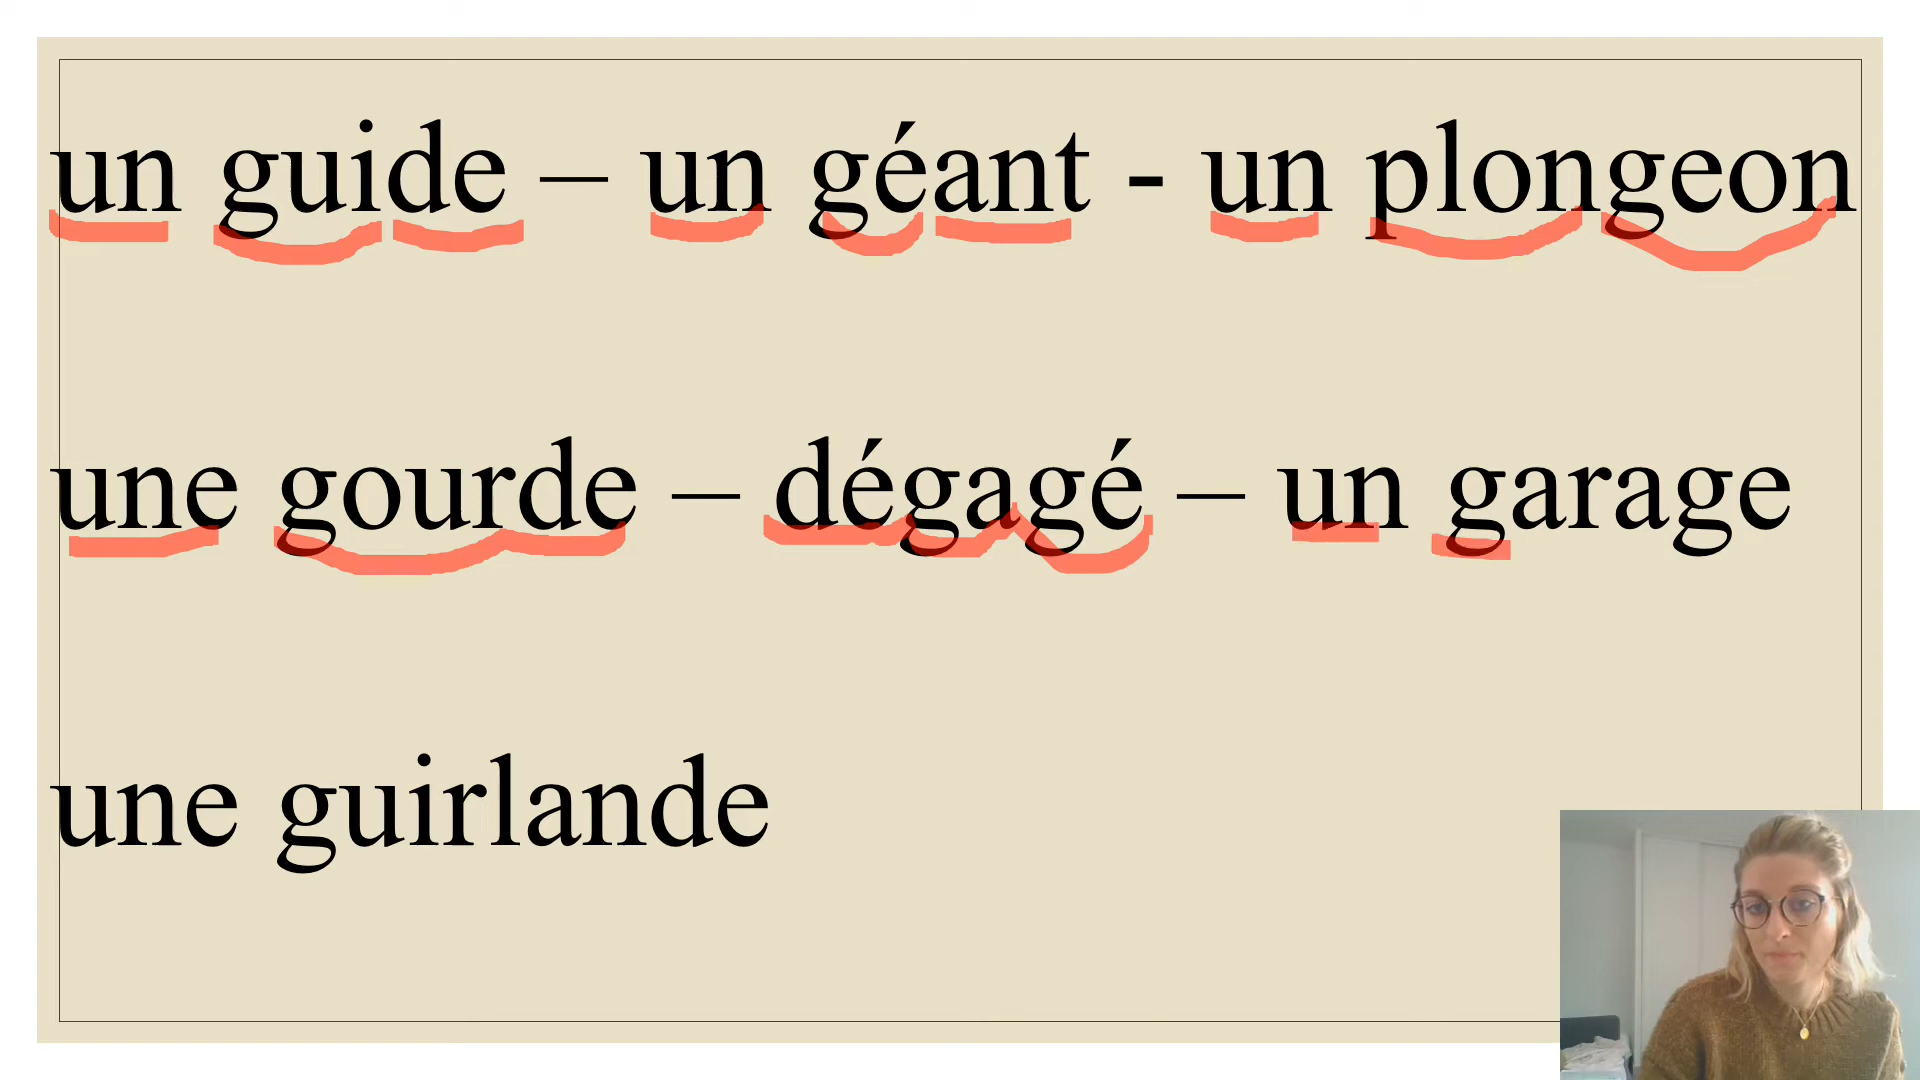 un guide – un géant - un plongeon
une gourde – dégagé – un garage
une guirlande